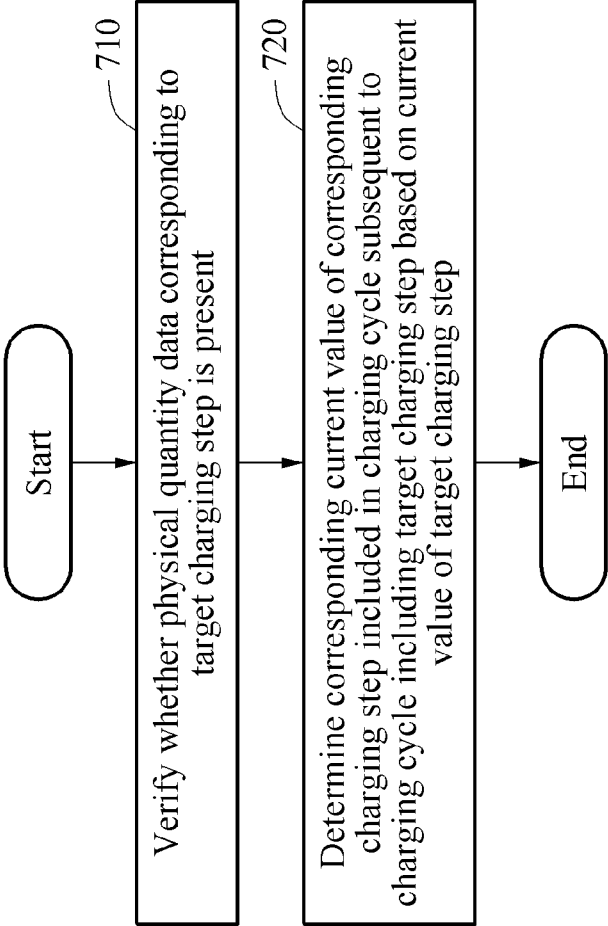 Start
710
Verify whether physical quantity data corresponding to
target charging step is present
720
Determine corresponding current value of corresponding
charging step included in charging cycle subsequent to
charging cycle including target charging step based on current
value of target charging step
End